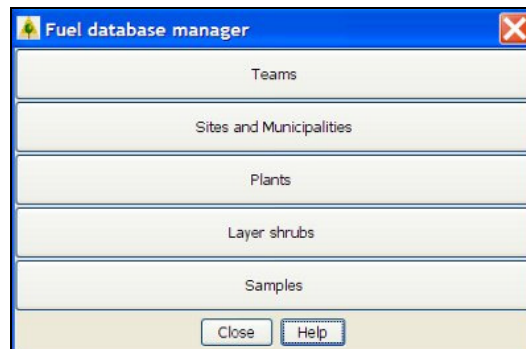 Fuel database manager
Teams
Sites and Municipalities
Plants
Layer shrubs
Samples
Close Help